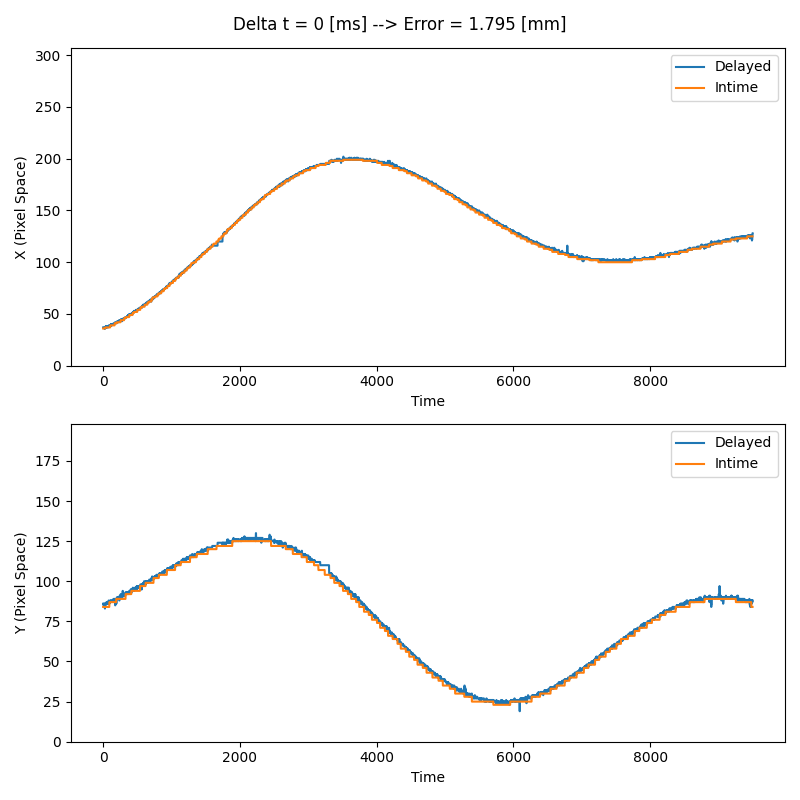 Delta t = 0 [ms] --> Error = 1.795 [mm]
300
250
200
150
100
50
0
X (Pixel Space)
Delayed
Intime
0 2000 4000 6000 8000
Time
175
150
125
100
75
50
25
0
Y (Pixel Space)
Delayed
Intime
0 2000 4000 6000 8000
Time